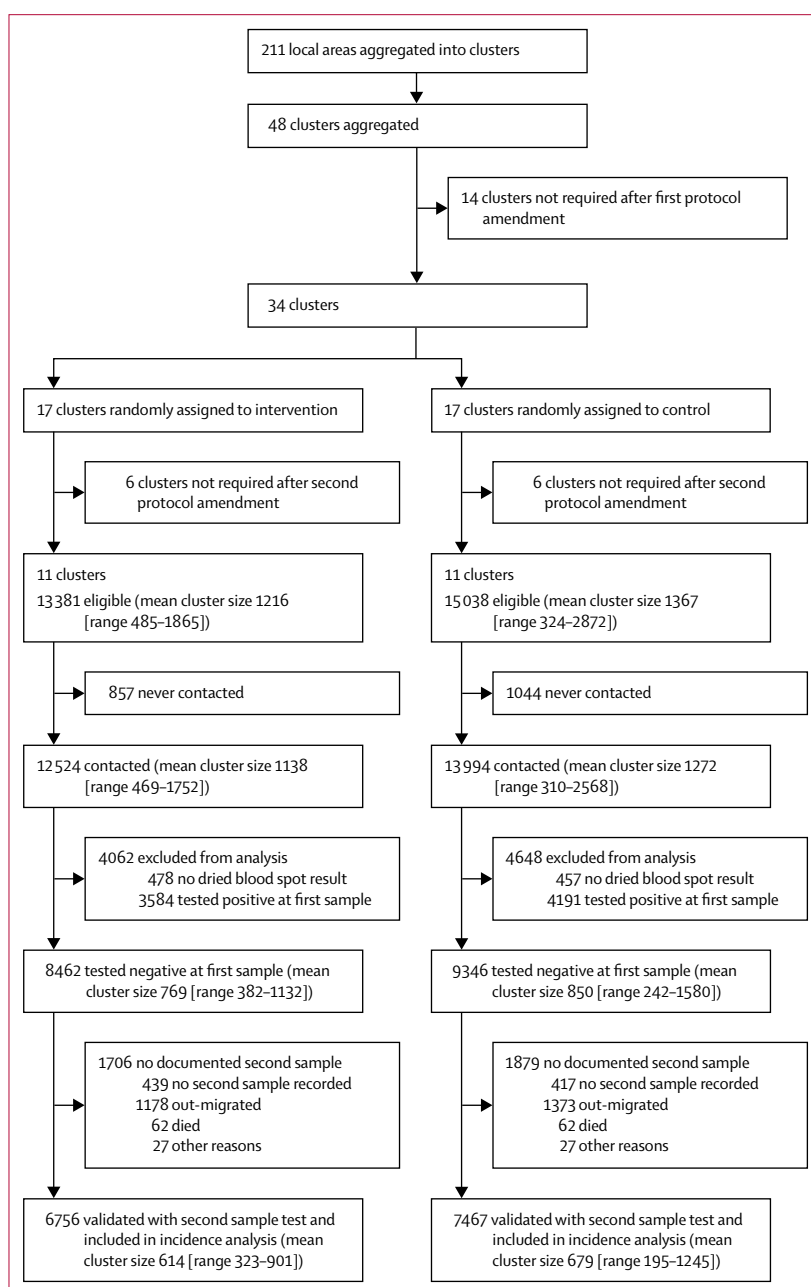 211 local areas aggregated into clusters
48 clusters aggregated
14 clusters not required after first protocol
amendment
34 clusters
17 clusters randomly assigned to intervention
6 clusters not required after second
protocol amendment
11 clusters
13 381 eligible (mean cluster size 1216
[range 485–1865])
857 never contacted
12 524 contacted (mean cluster size 1138
[range 469–1752])
4062 excluded from analysis
478 no dried blood spot result
3584 tested positive at first sample
8462 tested negative at first sample (mean
cluster size 769 [range 382–1132])
1706 no documented second sample
439 no second sample recorded
1178 out-migrated
62 died
27 other reasons
6756 validated with second sample test and
included in incidence analysis (mean
cluster size 614 [range 323–901])
17 clusters randomly assigned to control
6 clusters not required after second
protocol amendment
11 clusters
15 038 eligible (mean cluster size 1367
[range 324–2872])
1044 never contacted
13 994 contacted (mean cluster size 1272
[range 310–2568])
4648 excluded from analysis
457 no dried blood spot result
4191 tested positive at first sample
9346 tested negative at first sample (mean
cluster size 850 [range 242–1580])
1879 no documented second sample
417 no second sample recorded
1373 out-migrated
62 died
27 other reasons
7467 validated with second sample test and
included in incidence analysis (mean
cluster size 679 [range 195–1245])